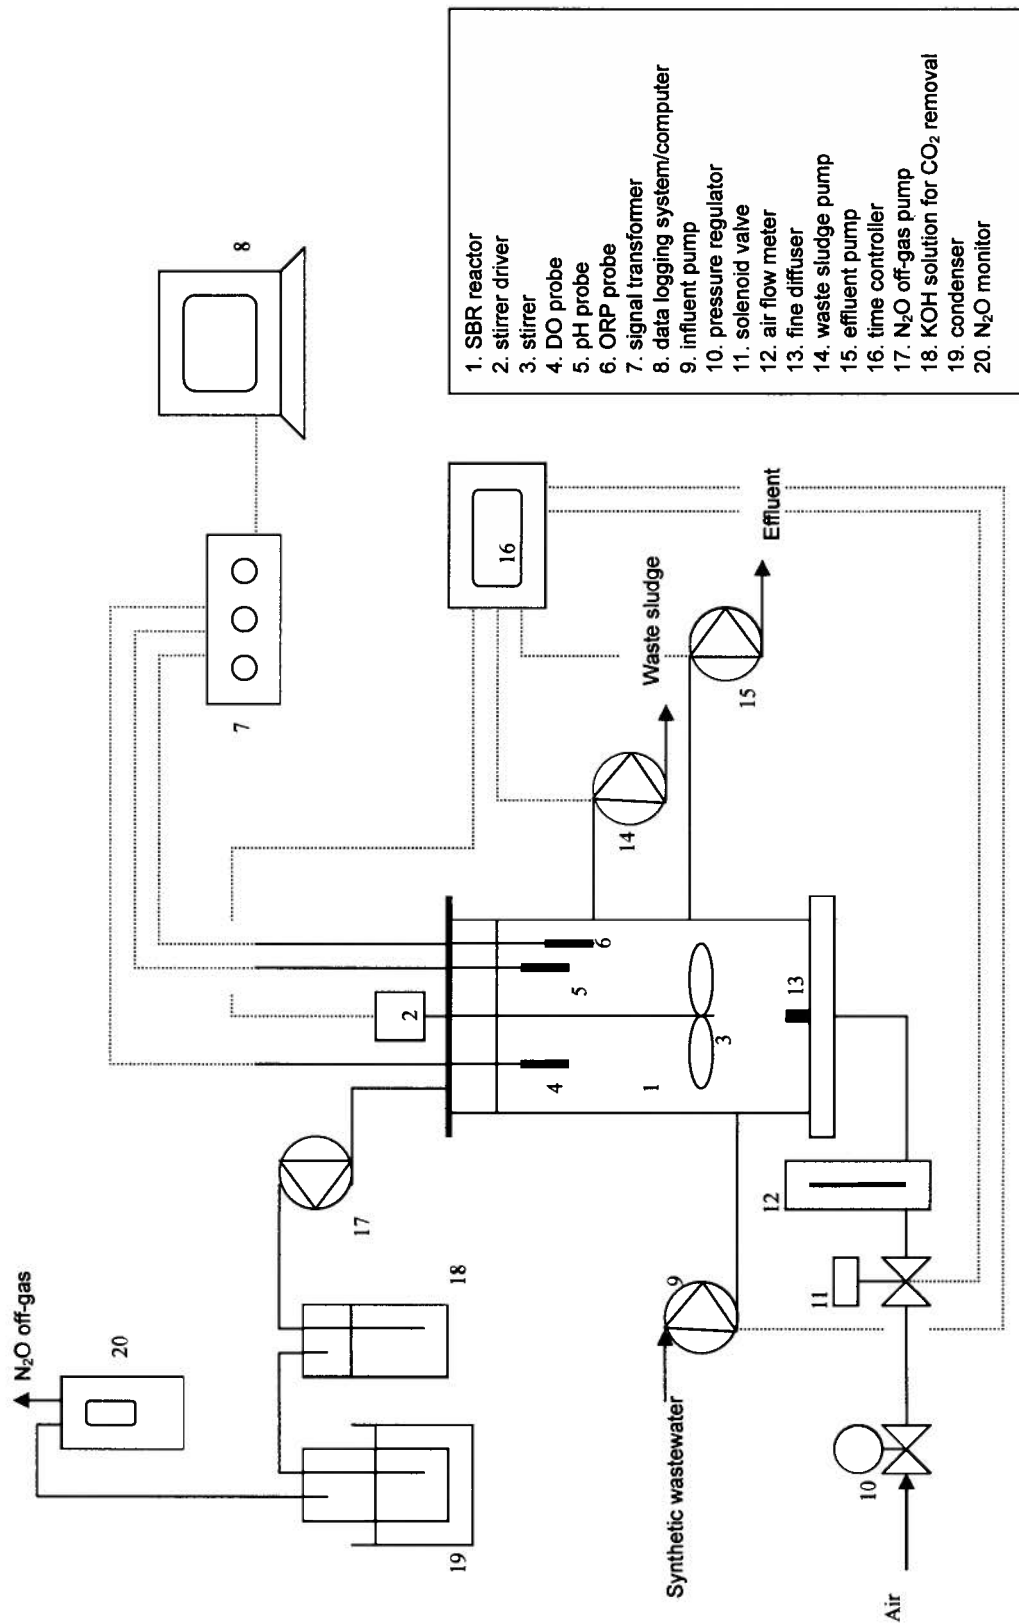 N₂O off-gas
20
8
7
19
18
17
2
16
Waste sludge
Effluent
14
15
4
5
6
1
3
13
Synthetic wastewater
9
12
11
10
Air
1. SBR reactor
2. stirrer driver
3. stirrer
4. DO probe
5. pH probe
6. ORP probe
7. signal transformer
8. data logging system/computer
9. influent pump
10. pressure regulator
11. solenoid valve
12. air flow meter
13. fine diffuser
14. waste sludge pump
15. effluent pump
16. time controller
17. N₂O off-gas pump
18. KOH solution for CO₂ removal
19. condenser
20. N₂O monitor